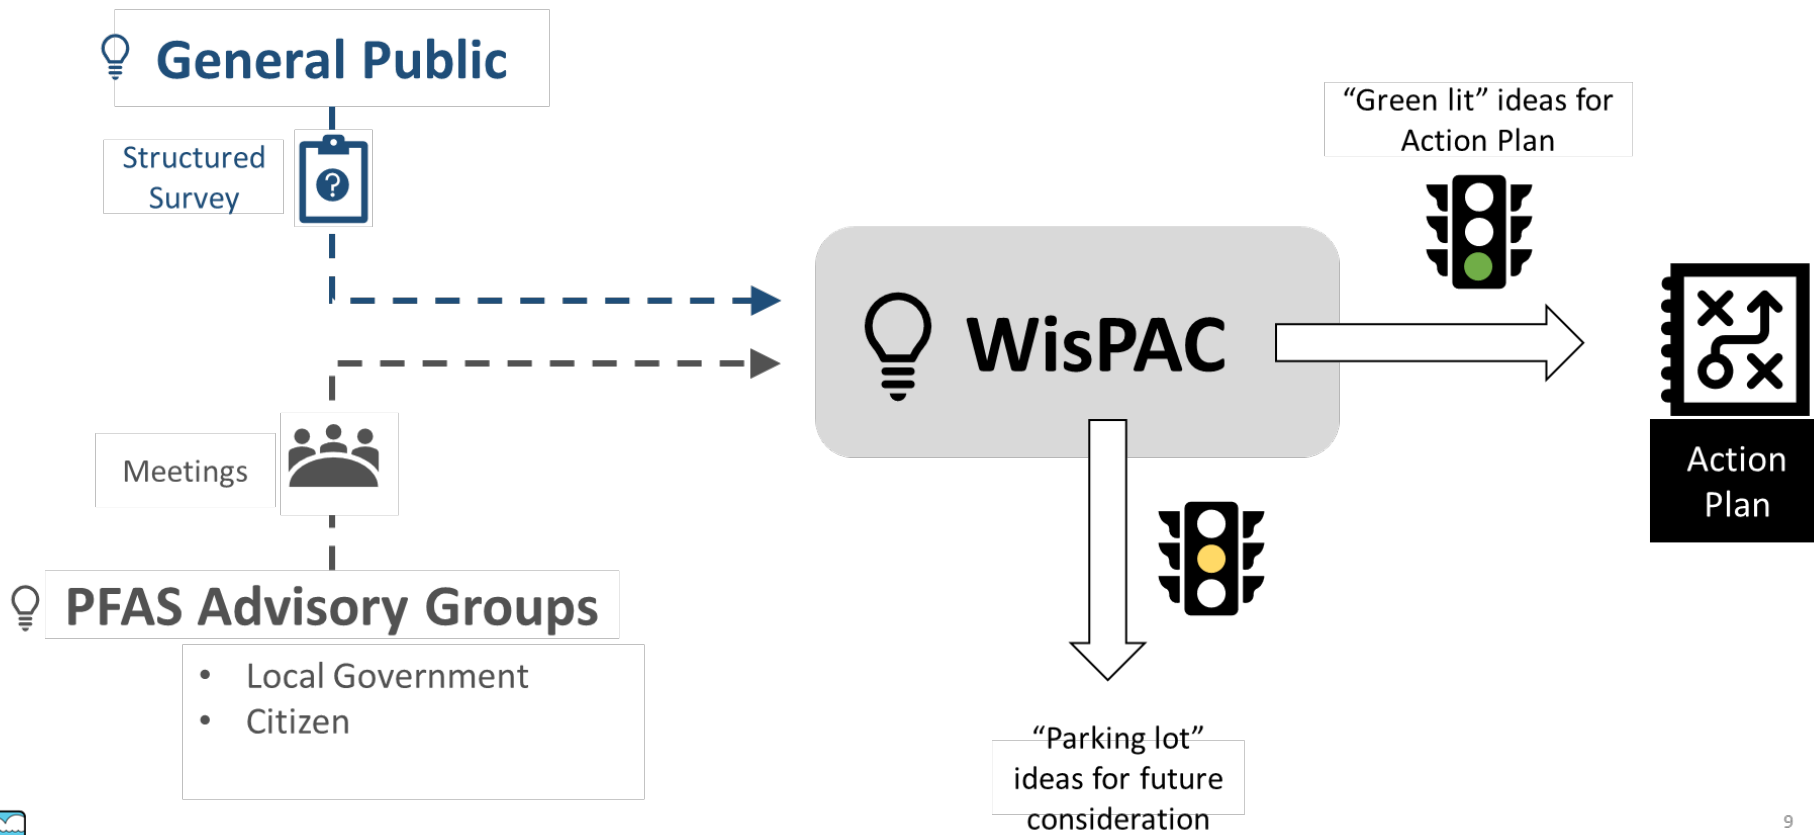 General Public
Structured
Survey
?
“Green lit” ideas for
Action Plan
WisPAC
Action
Plan
Meetings
PFAS Advisory Groups
• Local Government
• Citizen
“Parking lot”
ideas for future
consideration
9